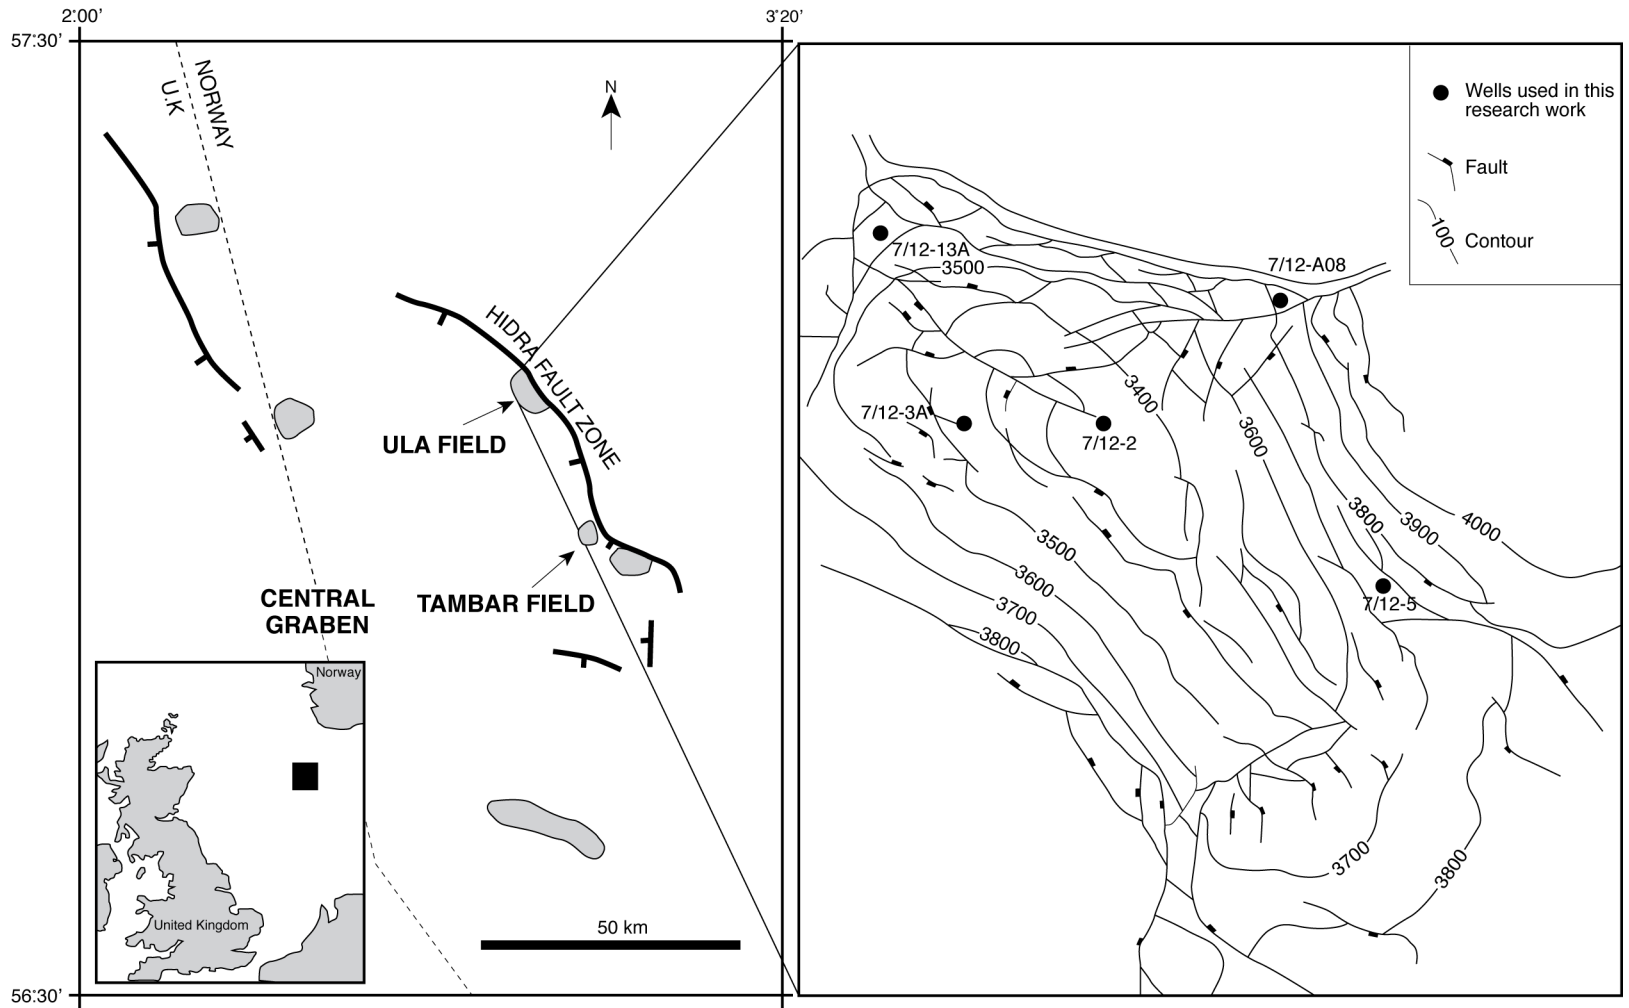 2°00’
3°20’
57°30’
56°30’
NORWAY
U.K
N
HIDRA FAULT ZONE
ULA FIELD
TAMBAR FIELD
CENTRAL
GRABEN
Norway
United Kingdom
50 km
Wells used in this
research work
Fault
100
Contour
7/12-13A
3500
7/12-A08
7/12-3A
7/12-2
3400
3600
3800
3900
4000
7/12-5
3500
3600
3700
3800
3700
3800